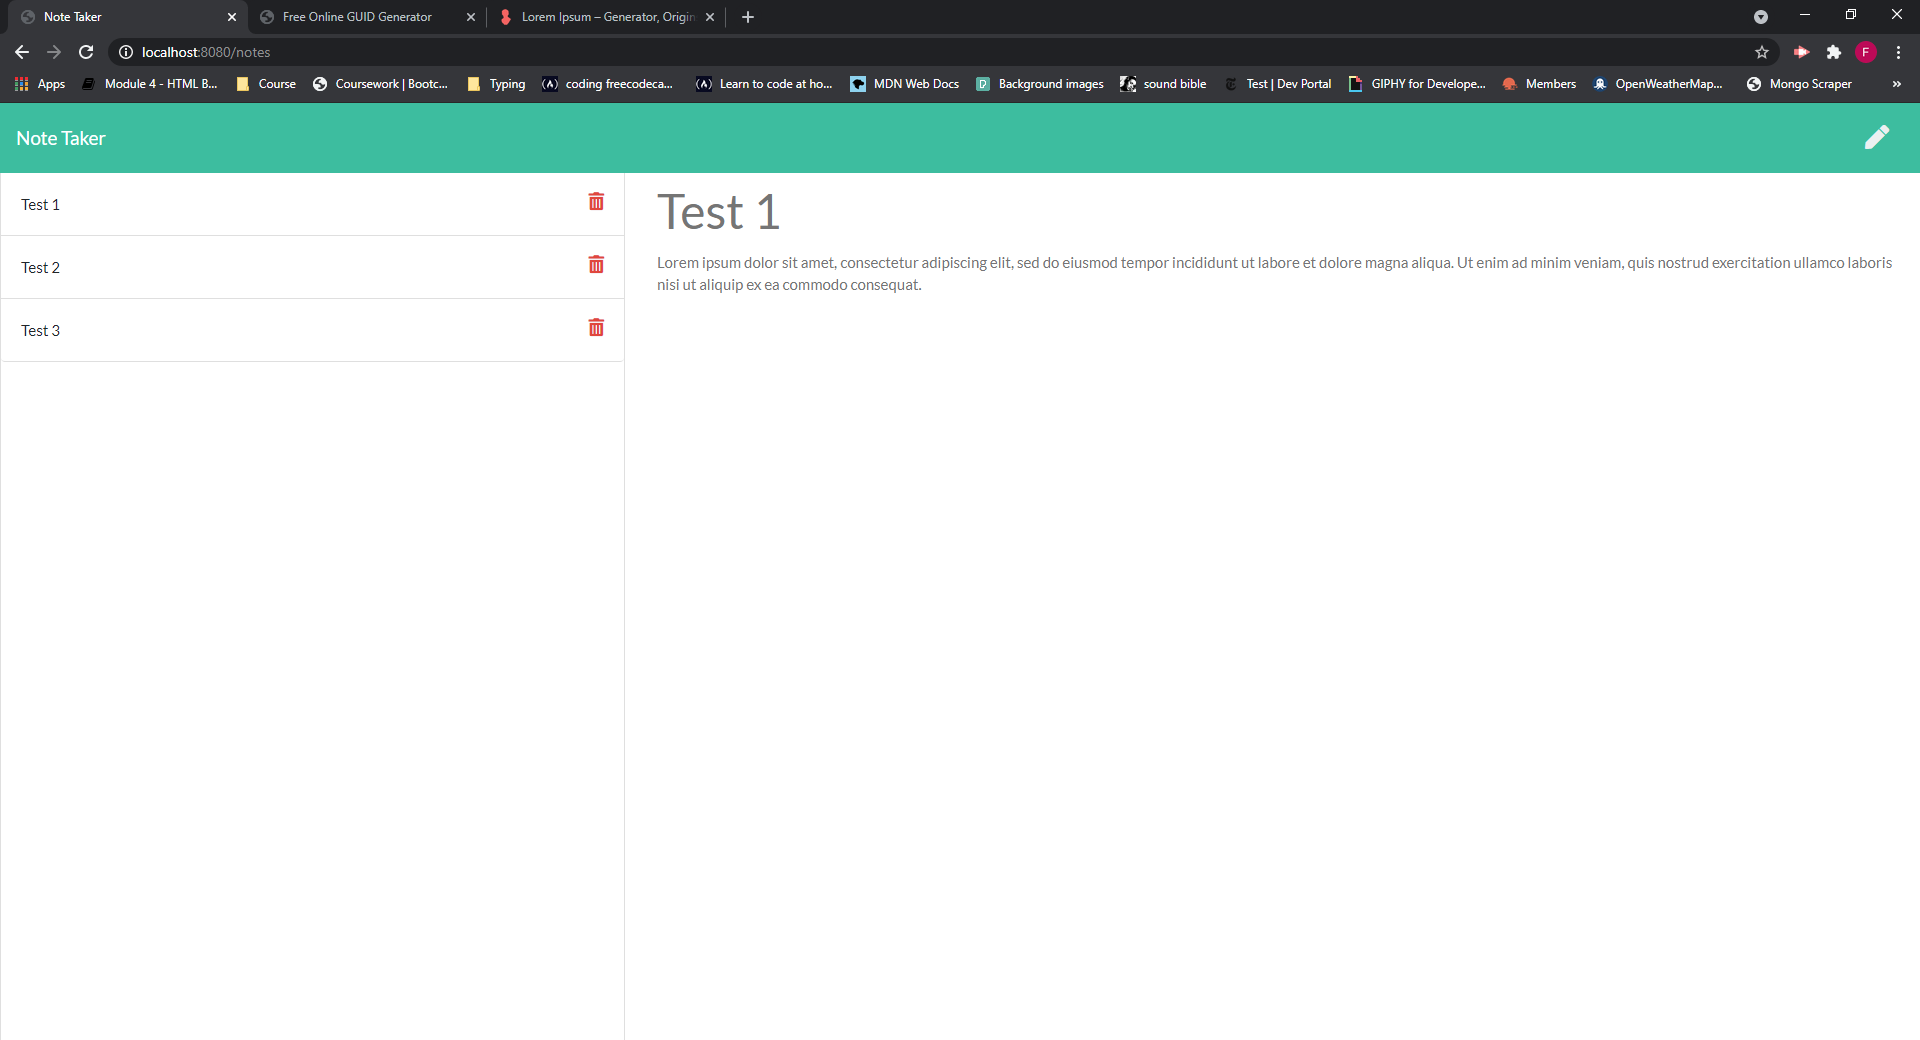 Note Taker
Free Online GUID Generator
Lorem Ipsum – Generator, Origin
localhost:8080/notes
F
Apps
Module 4 - HTML B...
Course
Coursework | Bootc...
Typing
coding freecodeca...
Learn to code at ho...
MDN Web Docs
Background images
sound bible
Test | Dev Portal
GIPHY for Develope...
Members
OpenWeatherMap...
Mongo Scraper
»
Note Taker
Test 1
Test 2
Test 3
Test 1
Lorem ipsum dolor sit amet, consectetur adipiscing elit, sed do eiusmod tempor incididunt ut labore et dolore magna aliqua. Ut enim ad minim veniam, quis nostrud exercitation ullamco laboris
nisi ut aliquip ex ea commodo consequat.